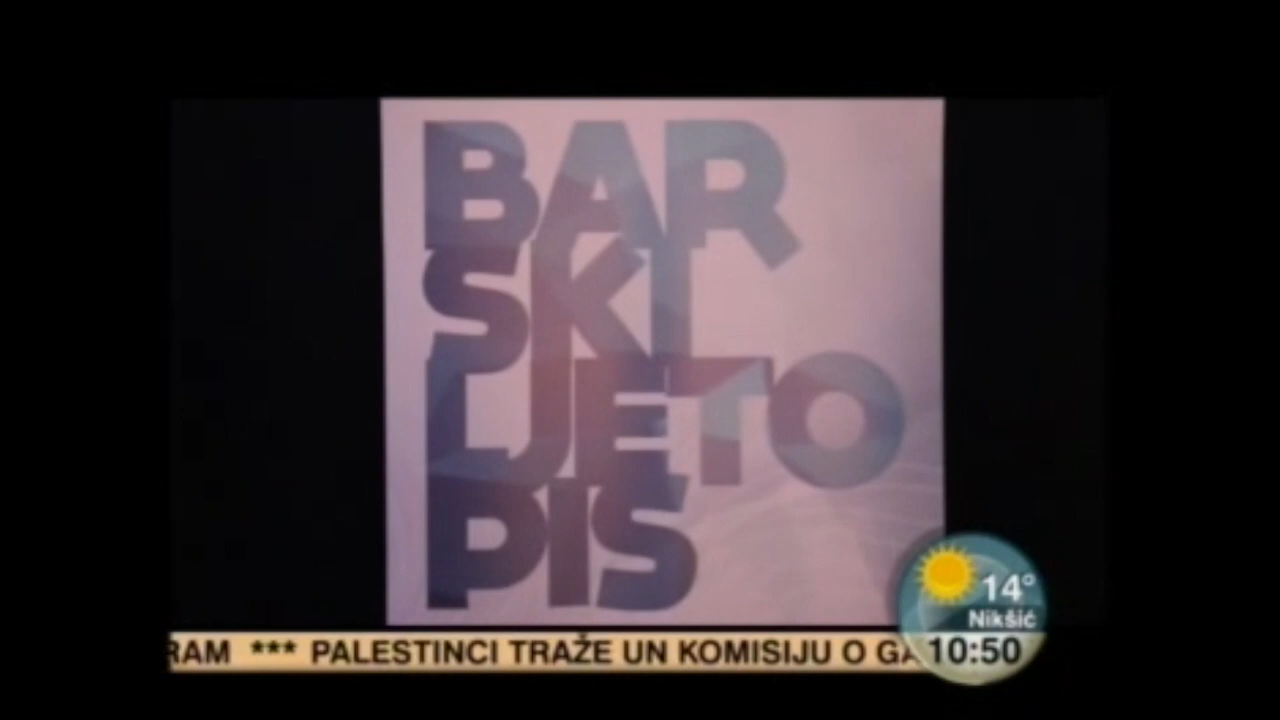 BAR
SKI
LJETO
PIS
14°
Nikšić
RAM *** PALESTINCI TRAŽE UN KOMISIJU O GA
10:50